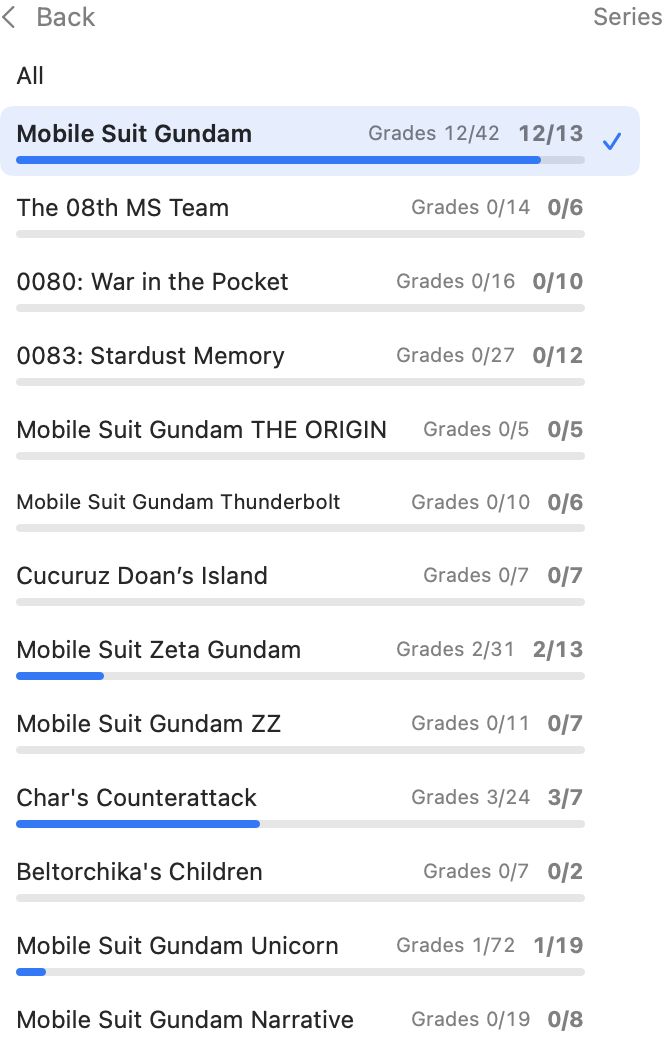 Back Series
All
Mobile Suit Gundam Grades 12/42 12/13
The 08th MS Team Grades 0/14 0/6
0080: War in the Pocket Grades 0/16 0/10
0083: Stardust Memory Grades 0/27 0/12
Mobile Suit Gundam THE ORIGIN Grades 0/5 0/5
Mobile Suit Gundam Thunderbolt Grades 0/10 0/6
Cucuruz Doan’s Island Grades 0/7 0/7
Mobile Suit Zeta Gundam Grades 2/31 2/13
Mobile Suit Gundam ZZ Grades 0/11 0/7
Char's Counterattack Grades 3/24 3/7
Beltorchika's Children Grades 0/7 0/2
Mobile Suit Gundam Unicorn Grades 1/72 1/19
Mobile Suit Gundam Narrative Grades 0/19 0/8